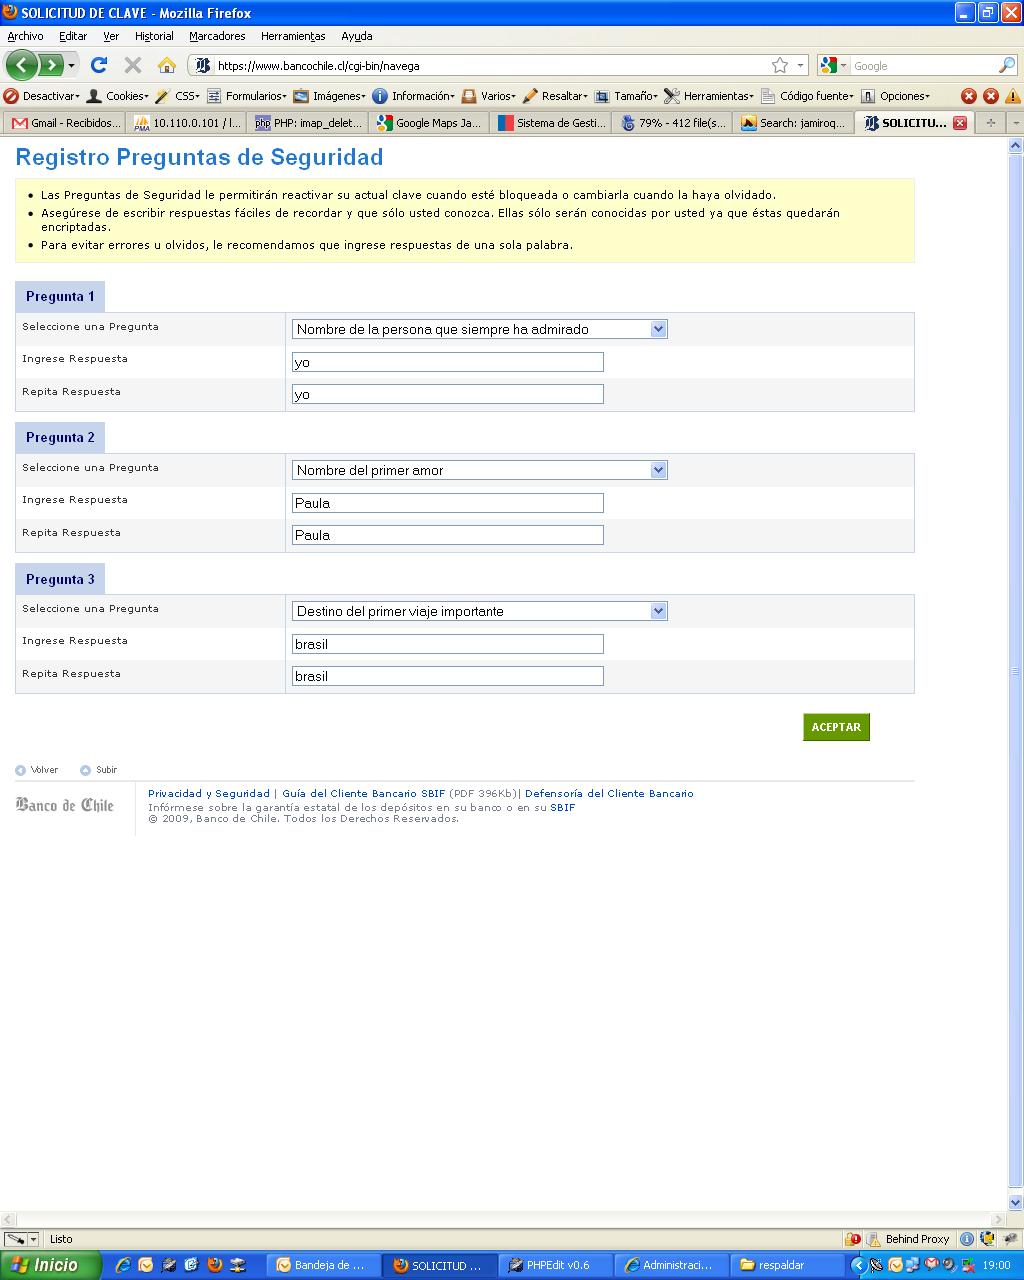 SOLICITUD DE CLAVE - Mozilla Firefox
Archivo Editar Ver Historial Marcadores Herramientas Ayuda
https://www.bancochile.cl/cgi-bin/navega Google
Desactivar Cookies CSS Formularios Imágenes Información Varios Resaltar Tamaño Herramientas Código fuente Opciones
Gmail - Recibidos... 10.110.0.101 / l... PHP: imap_delet... Google Maps Ja... Sistema de Gesti... 79% - 412 file(s... Search: jamiroq... SOLICITU...
Registro Preguntas de Seguridad
Las Preguntas de Seguridad le permitirán reactivar su actual clave cuando esté bloqueada o cambiarla cuando la haya olvidado.
Asegúrese de escribir respuestas fáciles de recordar y que sólo usted conozca. Ellas sólo serán conocidas por usted ya que éstas quedarán
encriptadas.
Para evitar errores u olvidos, le recomendamos que ingrese respuestas de una sola palabra.
Pregunta 1
Seleccione una Pregunta Nombre de la persona que siempre ha admirado
Ingrese Respuesta yo
Repita Respuesta yo
Pregunta 2
Seleccione una Pregunta Nombre del primer amor
Ingrese Respuesta Paula
Repita Respuesta Paula
Pregunta 3
Seleccione una Pregunta Destino del primer viaje importante
Ingrese Respuesta brasil
Repita Respuesta brasil
ACEPTAR
Volver Subir
Banco de Chile
Privacidad y Seguridad | Guía del Cliente Bancario SBIF (PDF 396Kb)| Defensoría del Cliente Bancario
Infórmese sobre la garantía estatal de los depósitos en su banco o en su SBIF
© 2009, Banco de Chile. Todos los Derechos Reservados.
Listo Behind Proxy
Inicio Bandeja de ... SOLICITUD ... PHPEdit v0.6 Administraci... respaldar 19:00